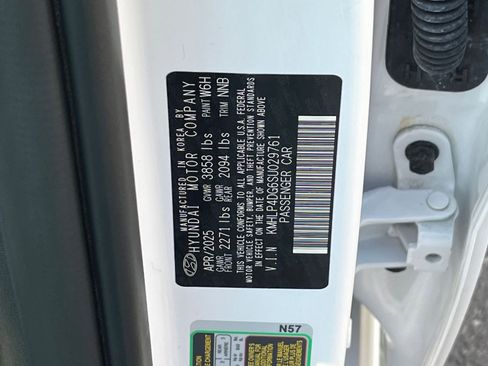 MANUFACTURED IN KOREA BY
HYUNDAI MOTOR COMPANY
APR/2025 GVWR 3858 lbs PAINT W6H
GAWR FRONT 2271 lbs GAWR REAR 2094 lbs TRIM NNB
THIS VEHICLE CONFORMS TO ALL APPLICABLE U.S.A. FEDERAL
MOTOR VEHICLE SAFETY, BUMPER, AND THEFT PREVENTION STANDARDS
IN EFFECT ON THE DATE OF MANUFACTURE SHOWN ABOVE.
V.I.N KMHLP4DG6SU029761
PASSENGER CAR
N57